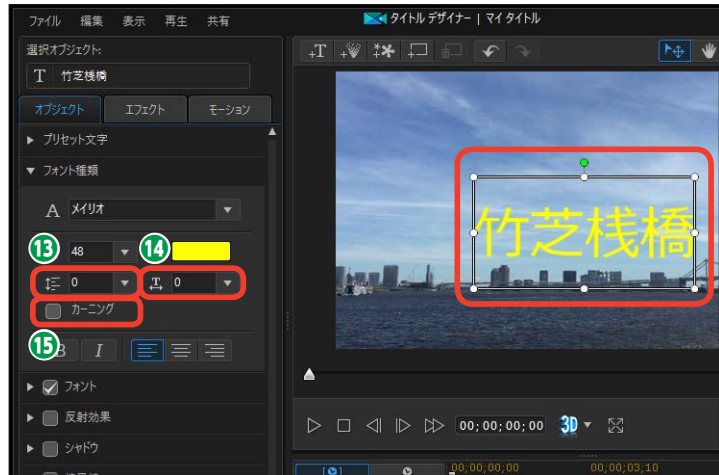 ファイル 編集 表示 再生 共有
タイトル デザイナー | マイ タイトル
選択オブジェクト:
T 竹芝桟橋
オブジェクト エフェクト モーション
プリセット文字
フォント種類
A メイリオ
⑬ 48 ⑭
0 T 0
カーニング
⑮ B I
フォント
反射効果
シャドウ
+T
竹芝桟橋
00;00;00;00 3D
00;00;00;00 00;00;03;10